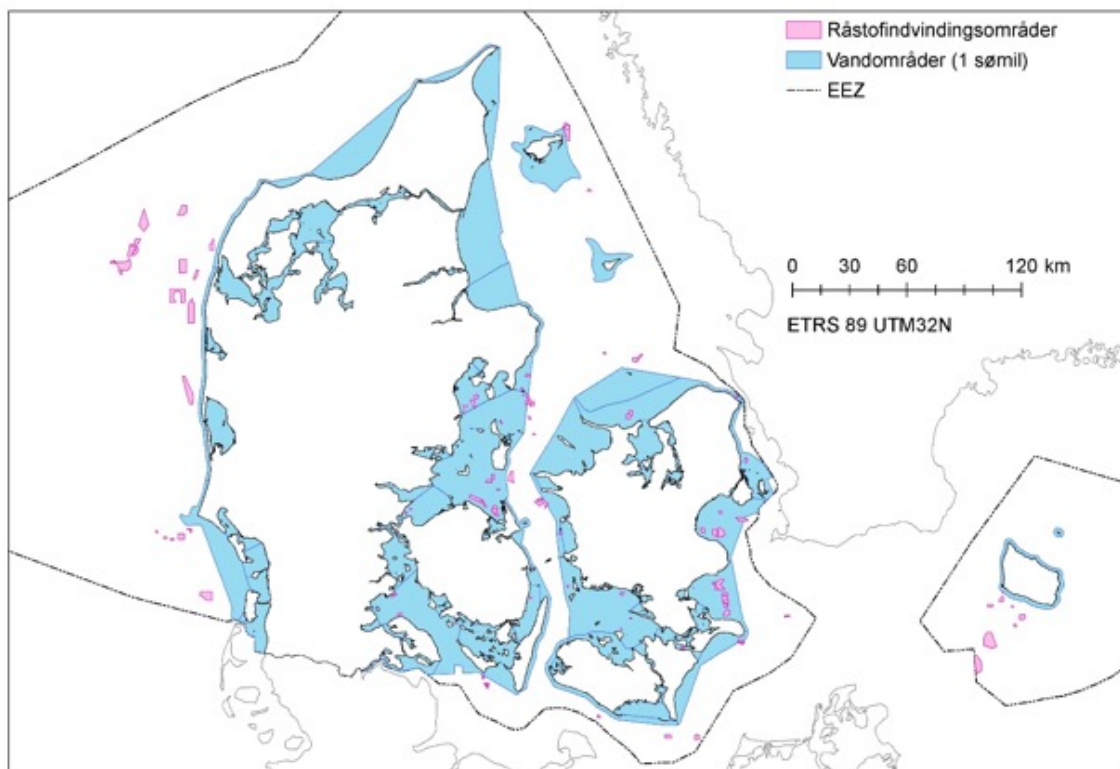 Råstofindvindingsområder
Vandområder (1 sømil)
EEZ
0 30 60 120 km
ETRS 89 UTM32N